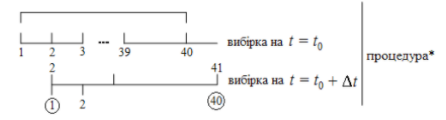 1 2 3 ... 39 40 вибірка на t = t₀
2 41
вибірка на t = t₀ + Δt
процедура*
1 2 40